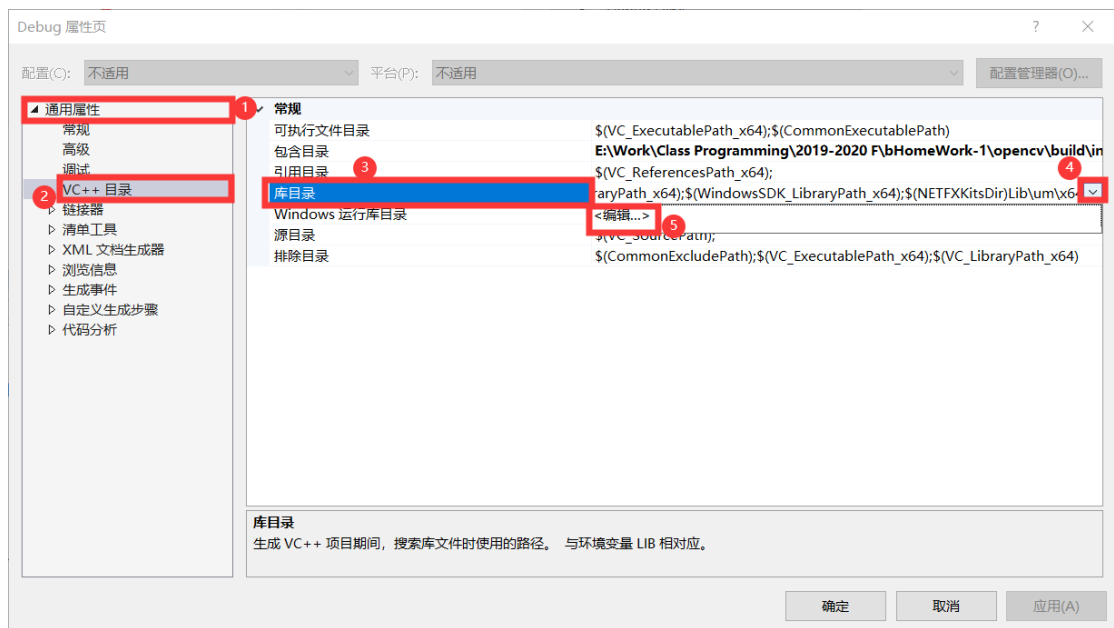 Debug 属性页
配置(C): 不适用 平台(P): 不适用 配置管理器(O)...
通用属性
常规
高级
调试
VC++ 目录
链接器
清单工具
XML 文档生成器
浏览信息
生成事件
自定义生成步骤
代码分析
1
2
常规
可执行文件目录 $(VC_ExecutablePath_x64);$(CommonExecutablePath)
包含目录 E:\Work\Class Programming\2019-2020 F\bHomeWork-1\opencv\build\in
3
4
引用目录 $(VC_ReferencesPath_x64);
库目录 raryPath_x64);$(WindowsSDK_LibraryPath_x64);$(NETFXKitsDir)Lib\um\x64
Windows 运行库目录 <编辑...>
5
源目录 $(VC_SourcePath);
排除目录 $(CommonExcludePath);$(VC_ExecutablePath_x64);$(VC_LibraryPath_x64)
库目录
生成 VC++ 项目期间，搜索库文件时使用的路径。 与环境变量 LIB 相对应。
确定 取消 应用(A)